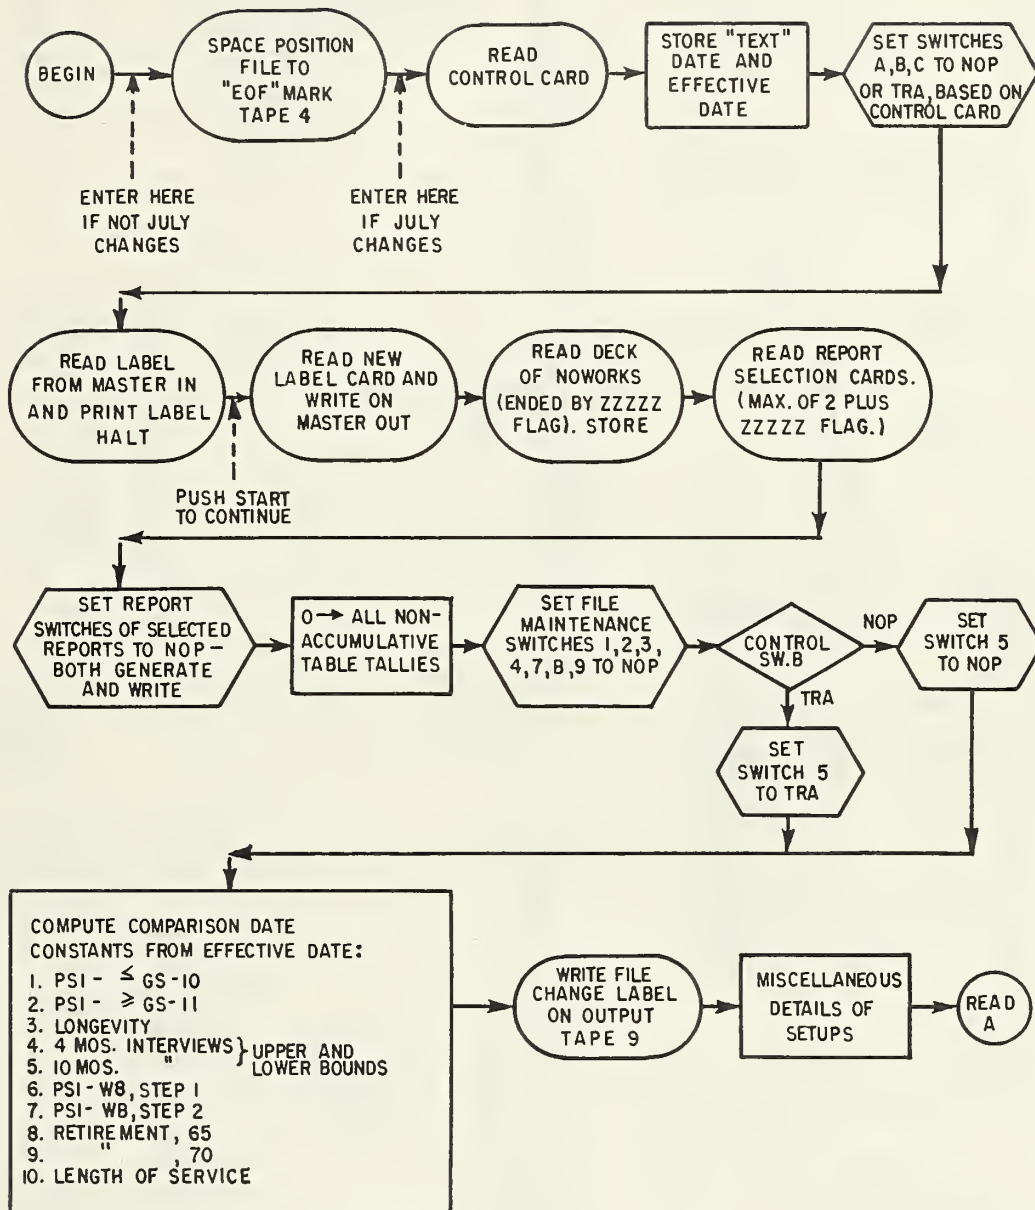 BEGIN
SPACE POSITION
FILE TO
"EOF" MARK
TAPE 4
READ
CONTROL CARD
STORE "TEXT"
DATE AND
EFFECTIVE
DATE
SET SWITCHES
A,B,C TO NOP
OR TRA, BASED ON
CONTROL CARD
ENTER HERE
IF NOT JULY
CHANGES
ENTER HERE
IF JULY
CHANGES
READ LABEL
FROM MASTER IN
AND PRINT LABEL
HALT
READ NEW
LABEL CARD AND
WRITE ON
MASTER OUT
READ DECK
OF NOWORKS
(ENDED BY ZZZZZ
FLAG). STORE
READ REPORT
SELECTION CARDS.
(MAX. OF 2 PLUS
ZZZZZ FLAG.)
PUSH START
TO CONTINUE
SET REPORT
SWITCHES OF SELECTED
REPORTS TO NOP—
BOTH GENERATE
AND WRITE
0→ ALL NON-
ACCUMULATIVE
TABLE TALLIES
SET FILE
MAINTENANCE
SWITCHES 1,2,3,
4,7,8,9 TO NOP
CONTROL
SW.B
NOP
TRA
SET
SWITCH 5
TO NOP
SET
SWITCH 5
TO TRA
COMPUTE COMPARISON DATE
CONSTANTS FROM EFFECTIVE DATE:
1. PSI- ≤ GS-10
2. PSI- ≥ GS-11
3. LONGEVITY
4. 4 MOS. INTERVIEWS } UPPER AND
5. 10 MOS. " } LOWER BOUNDS
6. PSI-WB, STEP 1
7. PSI-WB, STEP 2
8. RETIREMENT, 65
9. " , 70
10. LENGTH OF SERVICE
WRITE FILE
CHANGE LABEL
ON OUTPUT
TAPE 9
MISCELLANEOUS
DETAILS OF
SETUPS
READ
A